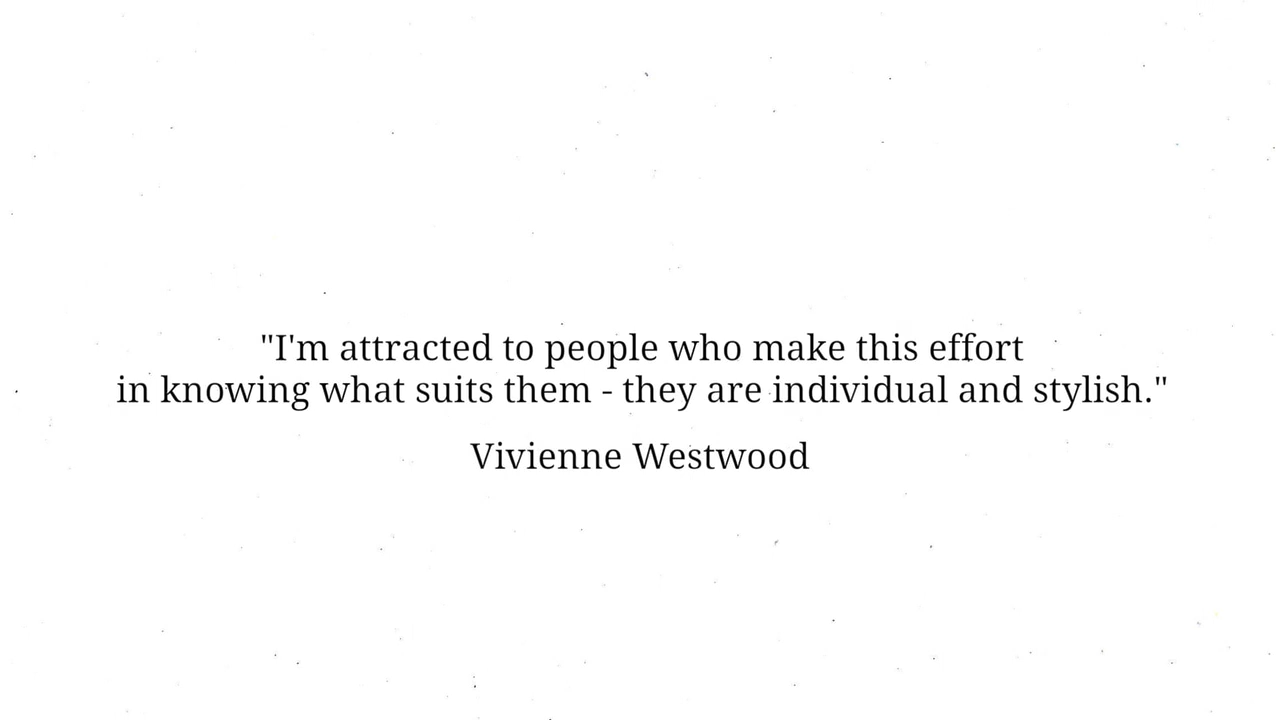 "I'm attracted to people who make this effort
in knowing what suits them - they are individual and stylish."
Vivienne Westwood